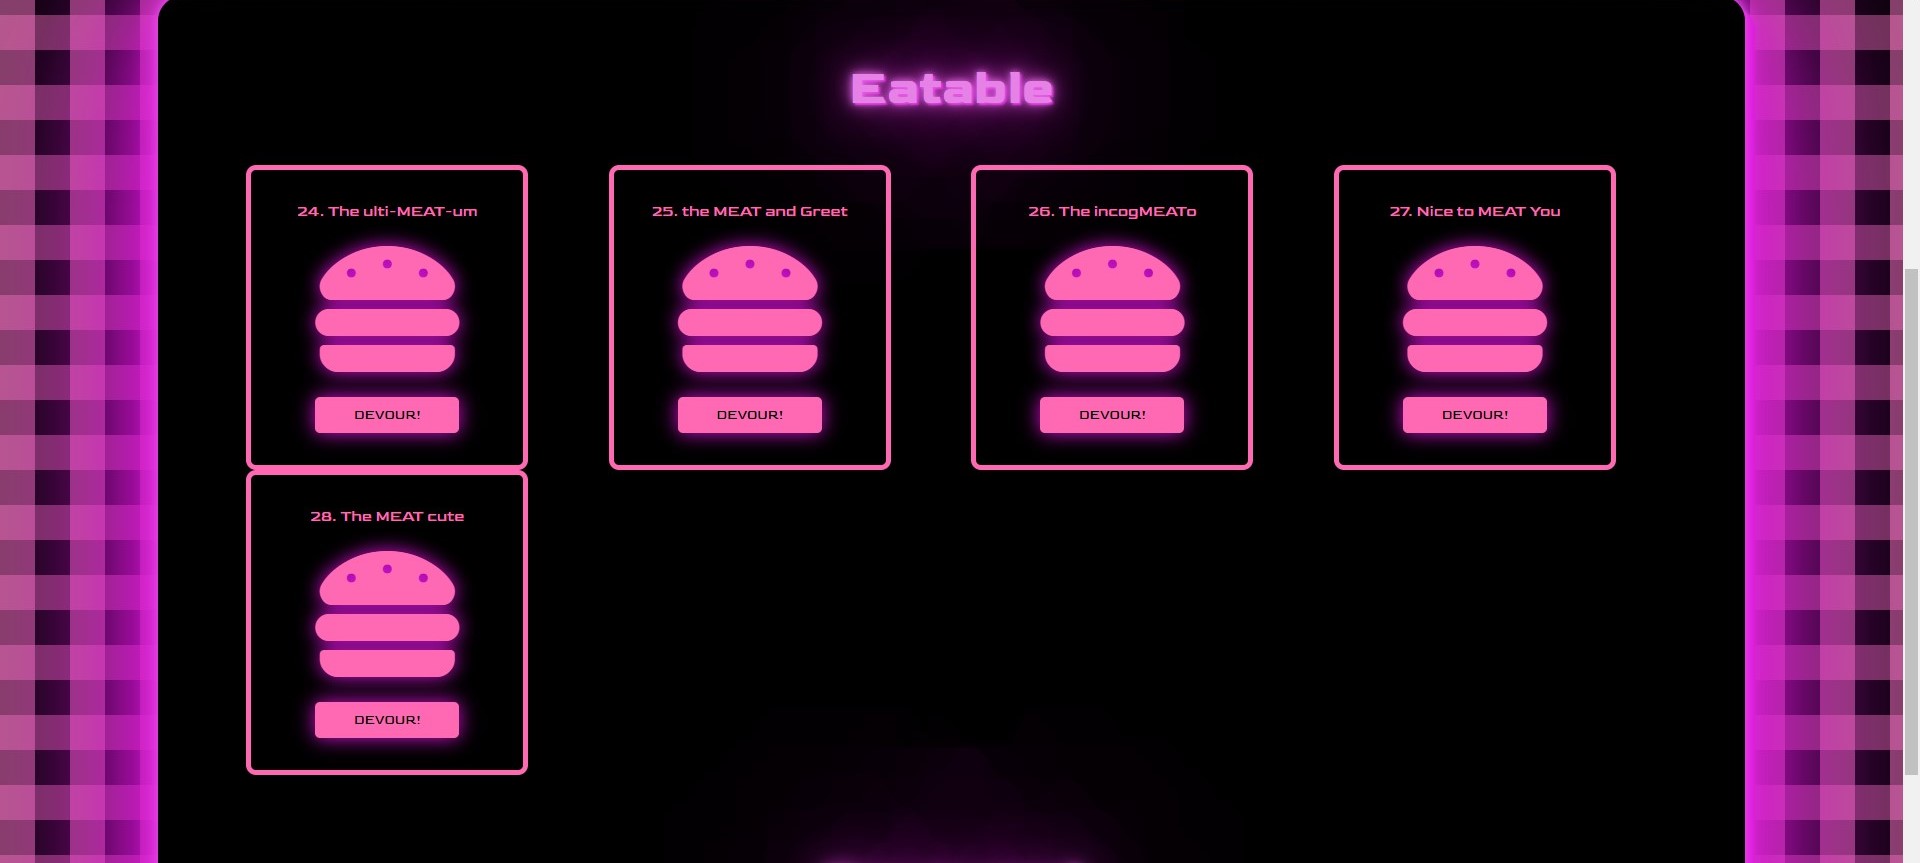 Eatable
24. The ulti-MEAT-um
25. the MEAT and Greet
26. The incogMEATo
27. Nice to MEAT You
DEVOUR!
DEVOUR!
DEVOUR!
DEVOUR!
28. The MEAT cute
DEVOUR!